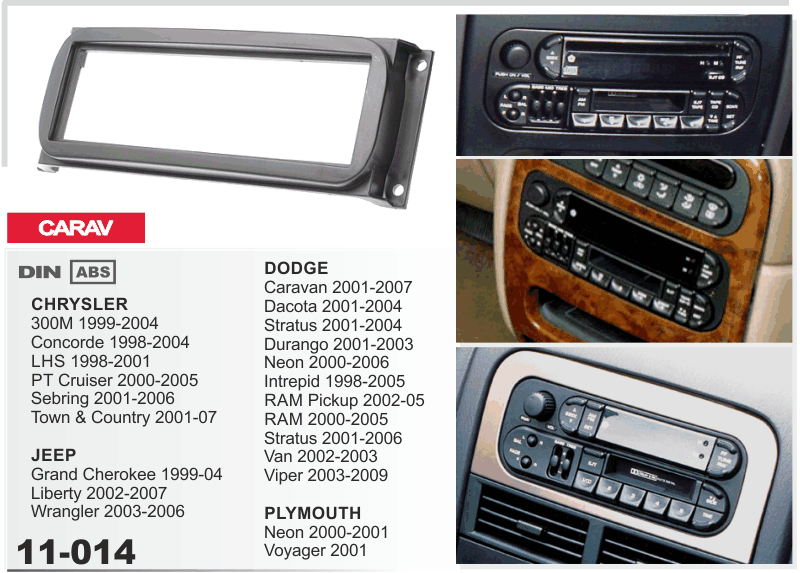 CARAV
DIN ABS
CHRYSLER
300M 1999-2004
Concorde 1998-2004
LHS 1998-2001
PT Cruiser 2000-2005
Sebring 2001-2006
Town & Country 2001-07
JEEP
Grand Cherokee 1999-04
Liberty 2002-2007
Wrangler 2003-2006
11-014
DODGE
Caravan 2001-2007
Dacota 2001-2004
Stratus 2001-2004
Durango 2001-2003
Neon 2000-2006
Intrepid 1998-2005
RAM Pickup 2002-05
RAM 2000-2005
Stratus 2001-2006
Van 2002-2003
Viper 2003-2009
PLYMOUTH
Neon 2000-2001
Voyager 2001
PUSH ON / VOL